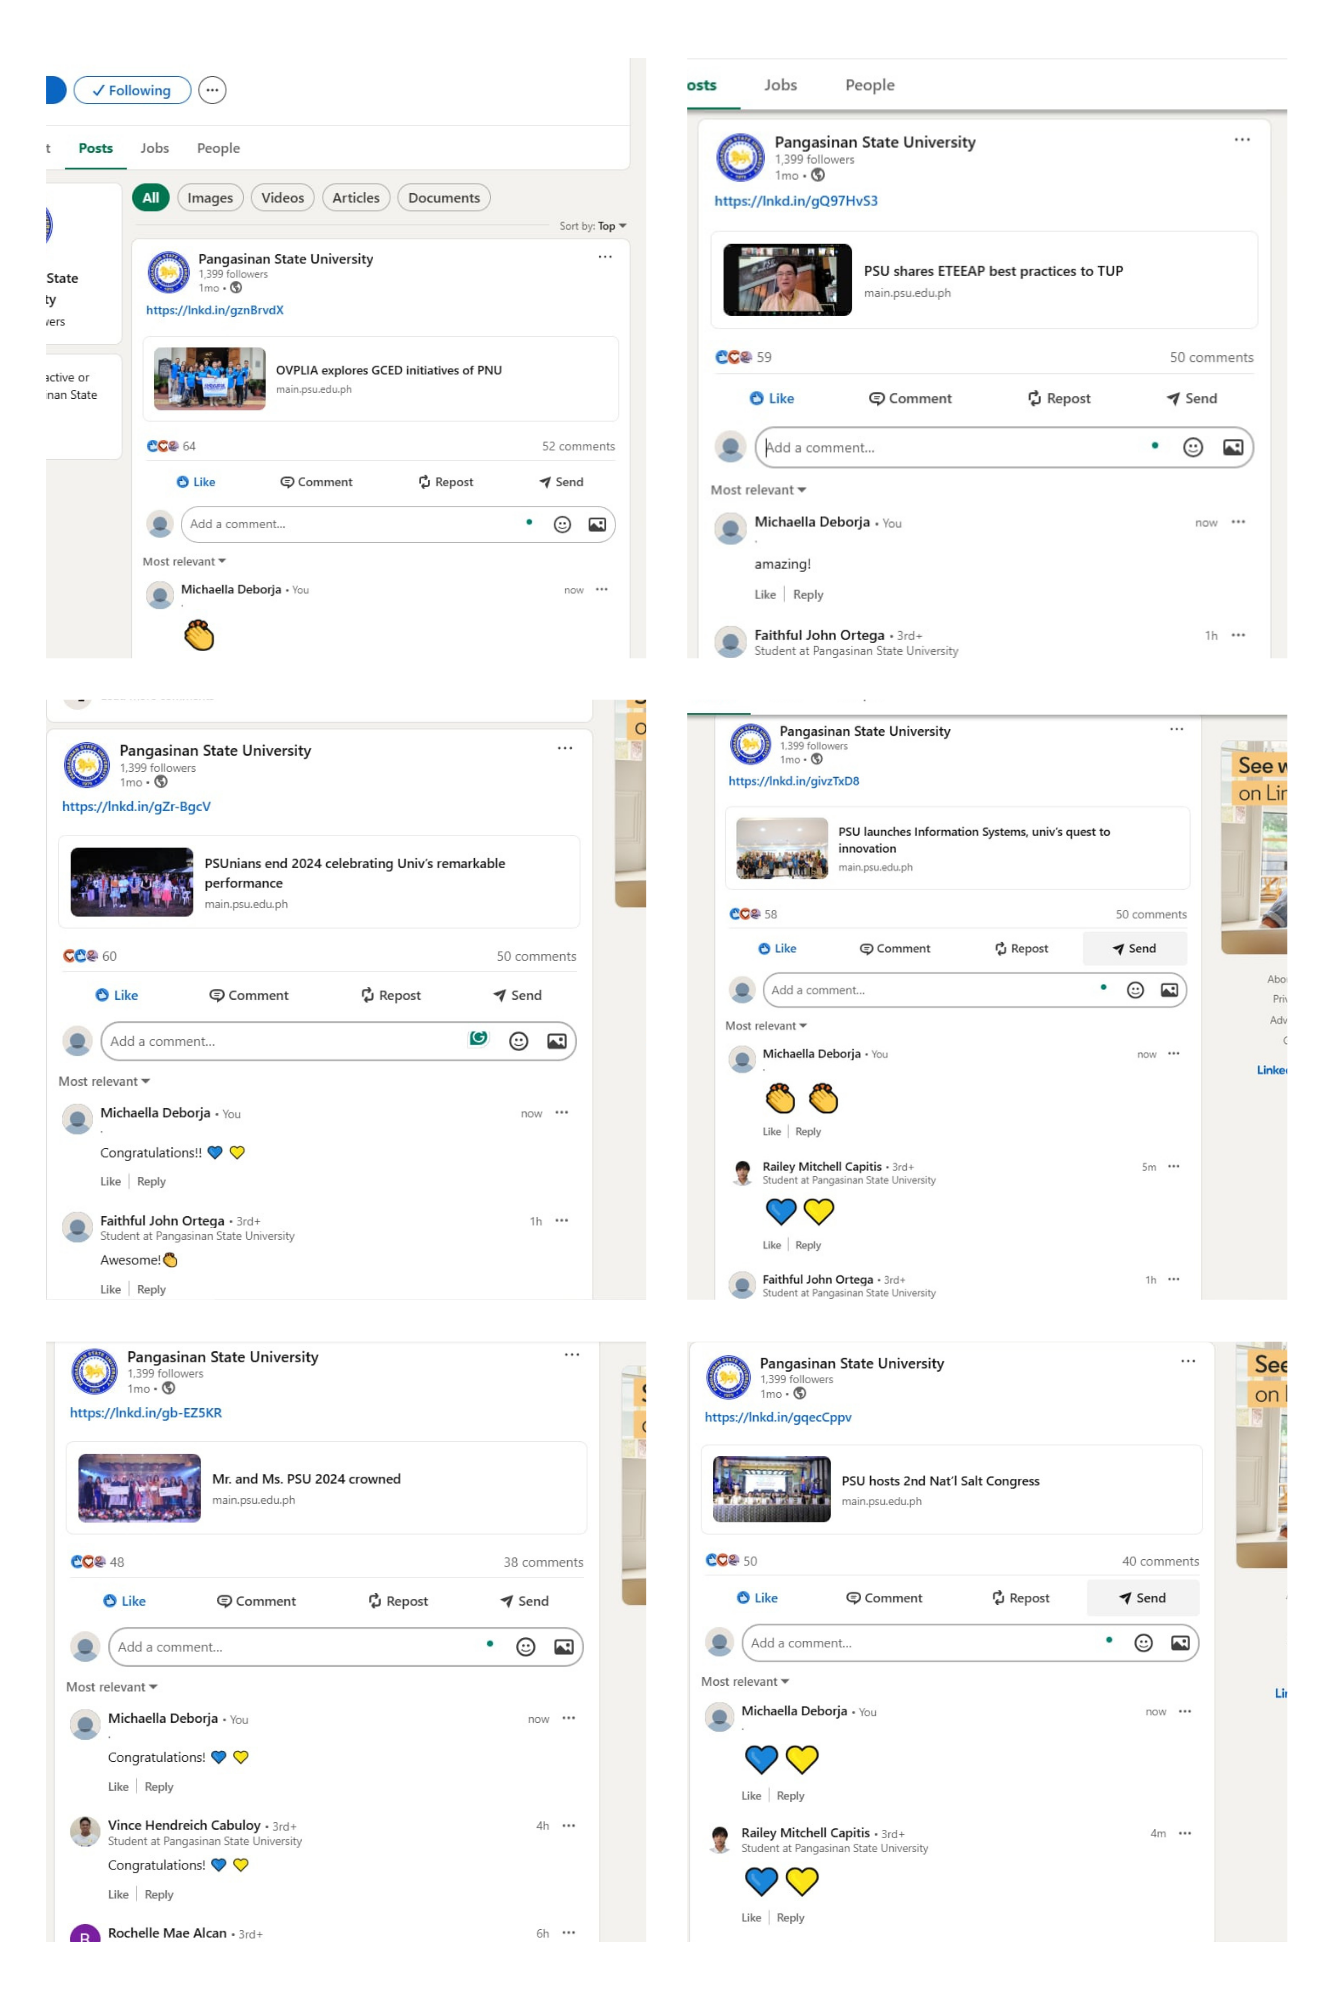 Following
t Posts Jobs People
All Images Videos Articles Documents
Sort by: Top
State
ty
vers
active or
nan State
Pangasinan State University
1,399 followers
1mo •
https://lnkd.in/gznBrvdX
OVPLIA explores GCED initiatives of PNU
main.psu.edu.ph
64 52 comments
Like Comment Repost Send
Add a comment...
Most relevant
Michaella Deborja • You now
.
👏
osts Jobs People
Pangasinan State University
1,399 followers
1mo •
https://lnkd.in/gQ97HvS3
PSU shares ETEEAP best practices to TUP
main.psu.edu.ph
59 50 comments
Like Comment Repost Send
Add a comment...
Most relevant
Michaella Deborja • You now
.
amazing!
Like Reply
Faithful John Ortega • 3rd+ 1h
Student at Pangasinan State University
Pangasinan State University
1,399 followers
1mo •
https://lnkd.in/gZr-BgcV
PSUnians end 2024 celebrating Univ's remarkable
performance
main.psu.edu.ph
60 50 comments
Like Comment Repost Send
Add a comment...
Most relevant
Michaella Deborja • You now
.
Congratulations!! 💙 💛
Like Reply
Faithful John Ortega • 3rd+ 1h
Student at Pangasinan State University
Awesome!👏
Like Reply
Pangasinan State University
1,399 followers
1mo •
https://lnkd.in/givzTxD8
PSU launches Information Systems, univ's quest to
innovation
main.psu.edu.ph
58 50 comments
Like Comment Repost Send
Add a comment...
Most relevant
Michaella Deborja • You now
.
👏 👏
Like Reply
Railey Mitchell Capitis • 3rd+ 5m
Student at Pangasinan State University
💙 💛
Like Reply
Faithful John Ortega • 3rd+ 1h
Student at Pangasinan State University
See w
on Lin
Abo
Priv
Adv
Linke
Pangasinan State University
1,399 followers
1mo •
https://lnkd.in/gb-EZ5KR
Mr. and Ms. PSU 2024 crowned
main.psu.edu.ph
48 38 comments
Like Comment Repost Send
Add a comment...
Most relevant
Michaella Deborja • You now
.
Congratulations! 💙 💛
Like Reply
Vince Hendreich Cabuloy • 3rd+ 4h
Student at Pangasinan State University
Congratulations! 💙 💛
Like Reply
Rochelle Mae Alcan • 3rd+ 6h
Pangasinan State University
1,399 followers
1mo •
https://lnkd.in/gqecCppv
PSU hosts 2nd Nat'l Salt Congress
main.psu.edu.ph
50 40 comments
Like Comment Repost Send
Add a comment...
Most relevant
Michaella Deborja • You now
.
💙 💛
Like Reply
Railey Mitchell Capitis • 3rd+ 4m
Student at Pangasinan State University
💙 💛
Like Reply
See
on
Li